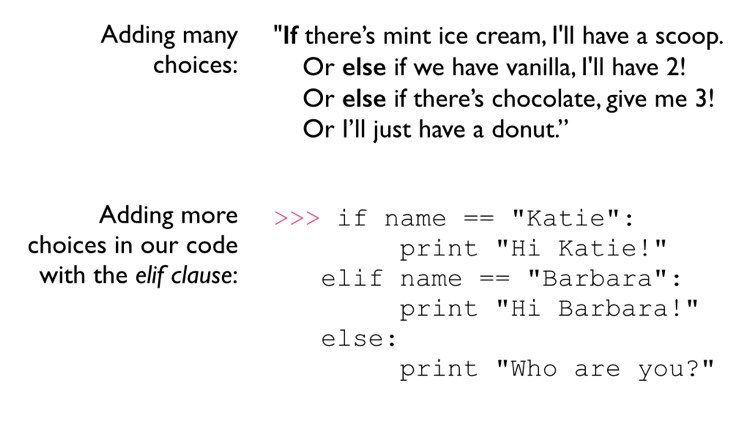 Adding many
choices:
"If there’s mint ice cream, I'll have a scoop.
Or else if we have vanilla, I'll have 2!
Or else if there’s chocolate, give me 3!
Or I’ll just have a donut.”
Adding more
choices in our code
with the elif clause:
>>> if name == "Katie":
print "Hi Katie!"
elif name == "Barbara":
print "Hi Barbara!"
else:
print "Who are you?"